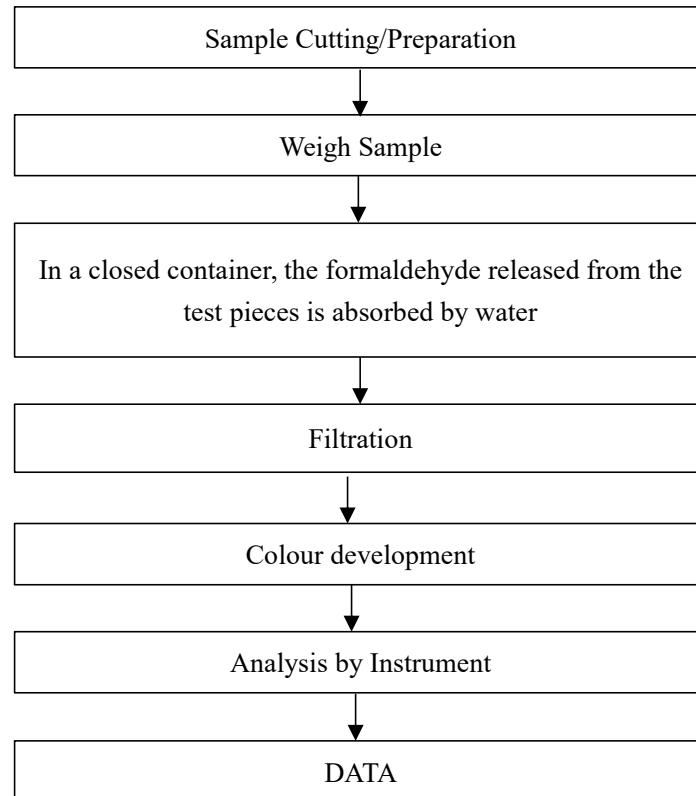 Sample Cutting/Preparation
Weigh Sample
In a closed container, the formaldehyde released from the
test pieces is absorbed by water
Filtration
Colour development
Analysis by Instrument
DATA